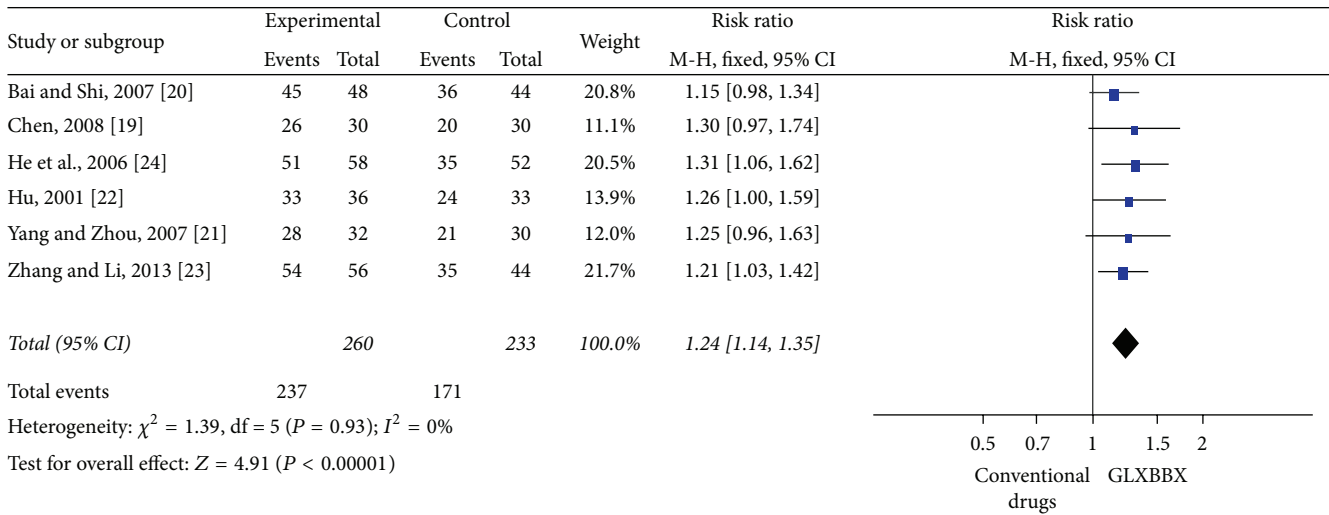 Study or subgroup Experimental Control Weight Risk ratio Risk ratio
Events Total Events Total M-H, fixed, 95% CI M-H, fixed, 95% CI
Bai and Shi, 2007 [20] 45 48 36 44 20.8% 1.15 [0.98, 1.34]
Chen, 2008 [19] 26 30 20 30 11.1% 1.30 [0.97, 1.74]
He et al., 2006 [24] 51 58 35 52 20.5% 1.31 [1.06, 1.62]
Hu, 2001 [22] 33 36 24 33 13.9% 1.26 [1.00, 1.59]
Yang and Zhou, 2007 [21] 28 32 21 30 12.0% 1.25 [0.96, 1.63]
Zhang and Li, 2013 [23] 54 56 35 44 21.7% 1.21 [1.03, 1.42]
Total (95% CI) 260 233 100.0% 1.24 [1.14, 1.35]
Total events 237 171
Heterogeneity: χ² = 1.39, df = 5 (P = 0.93); I² = 0%
Test for overall effect: Z = 4.91 (P < 0.00001)
0.5 0.7 1 1.5 2
Conventional GLXBBX
drugs